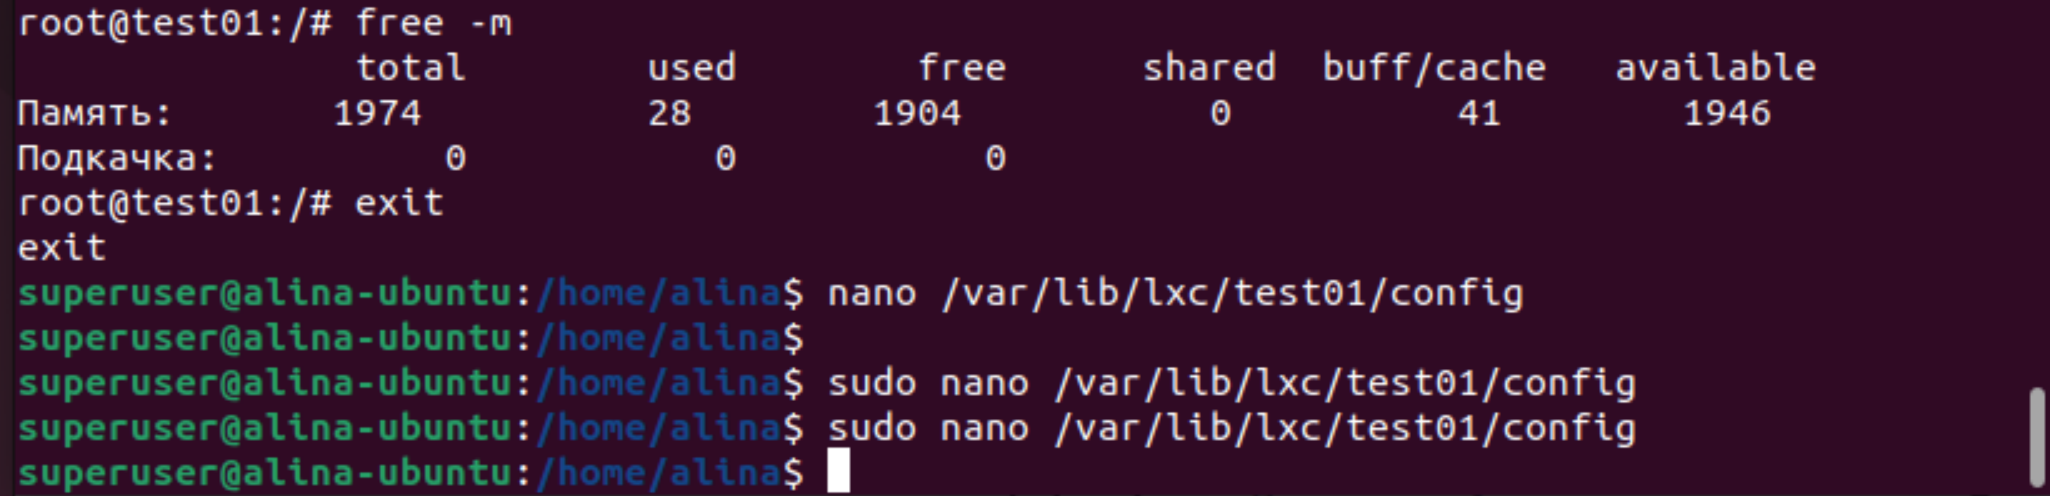 root@test01:/# free -m
total used free shared buff/cache available
Память: 1974 28 1904 0 41 1946
Подкачка: 0 0 0
root@test01:/# exit
exit
superuser@alina-ubuntu:/home/alina$ nano /var/lib/lxc/test01/config
superuser@alina-ubuntu:/home/alina$
superuser@alina-ubuntu:/home/alina$ sudo nano /var/lib/lxc/test01/config
superuser@alina-ubuntu:/home/alina$ sudo nano /var/lib/lxc/test01/config
superuser@alina-ubuntu:/home/alina$